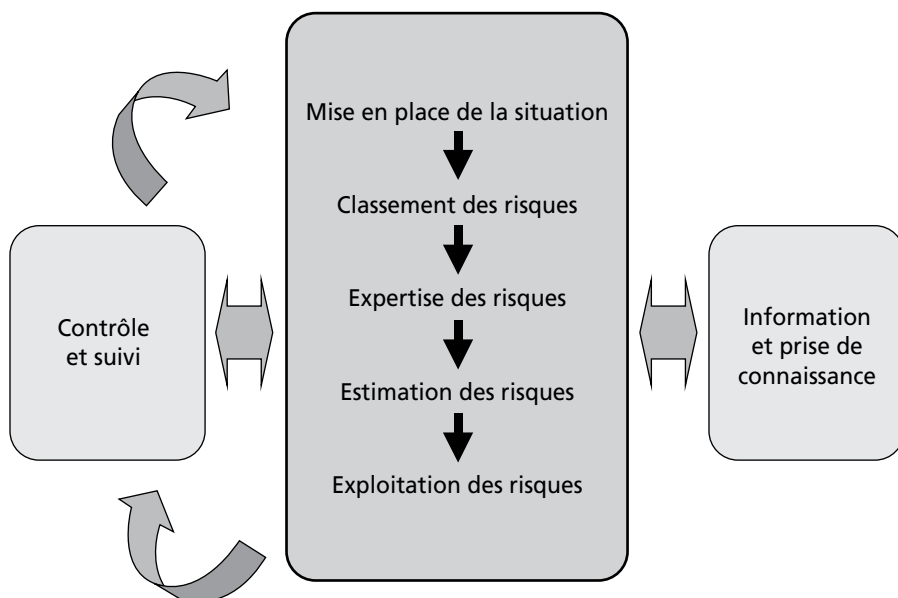 Mise en place de la situation
Classement des risques
Expertise des risques
Estimation des risques
Exploitation des risques
Contrôle
et suivi
Information
et prise de
connaissance